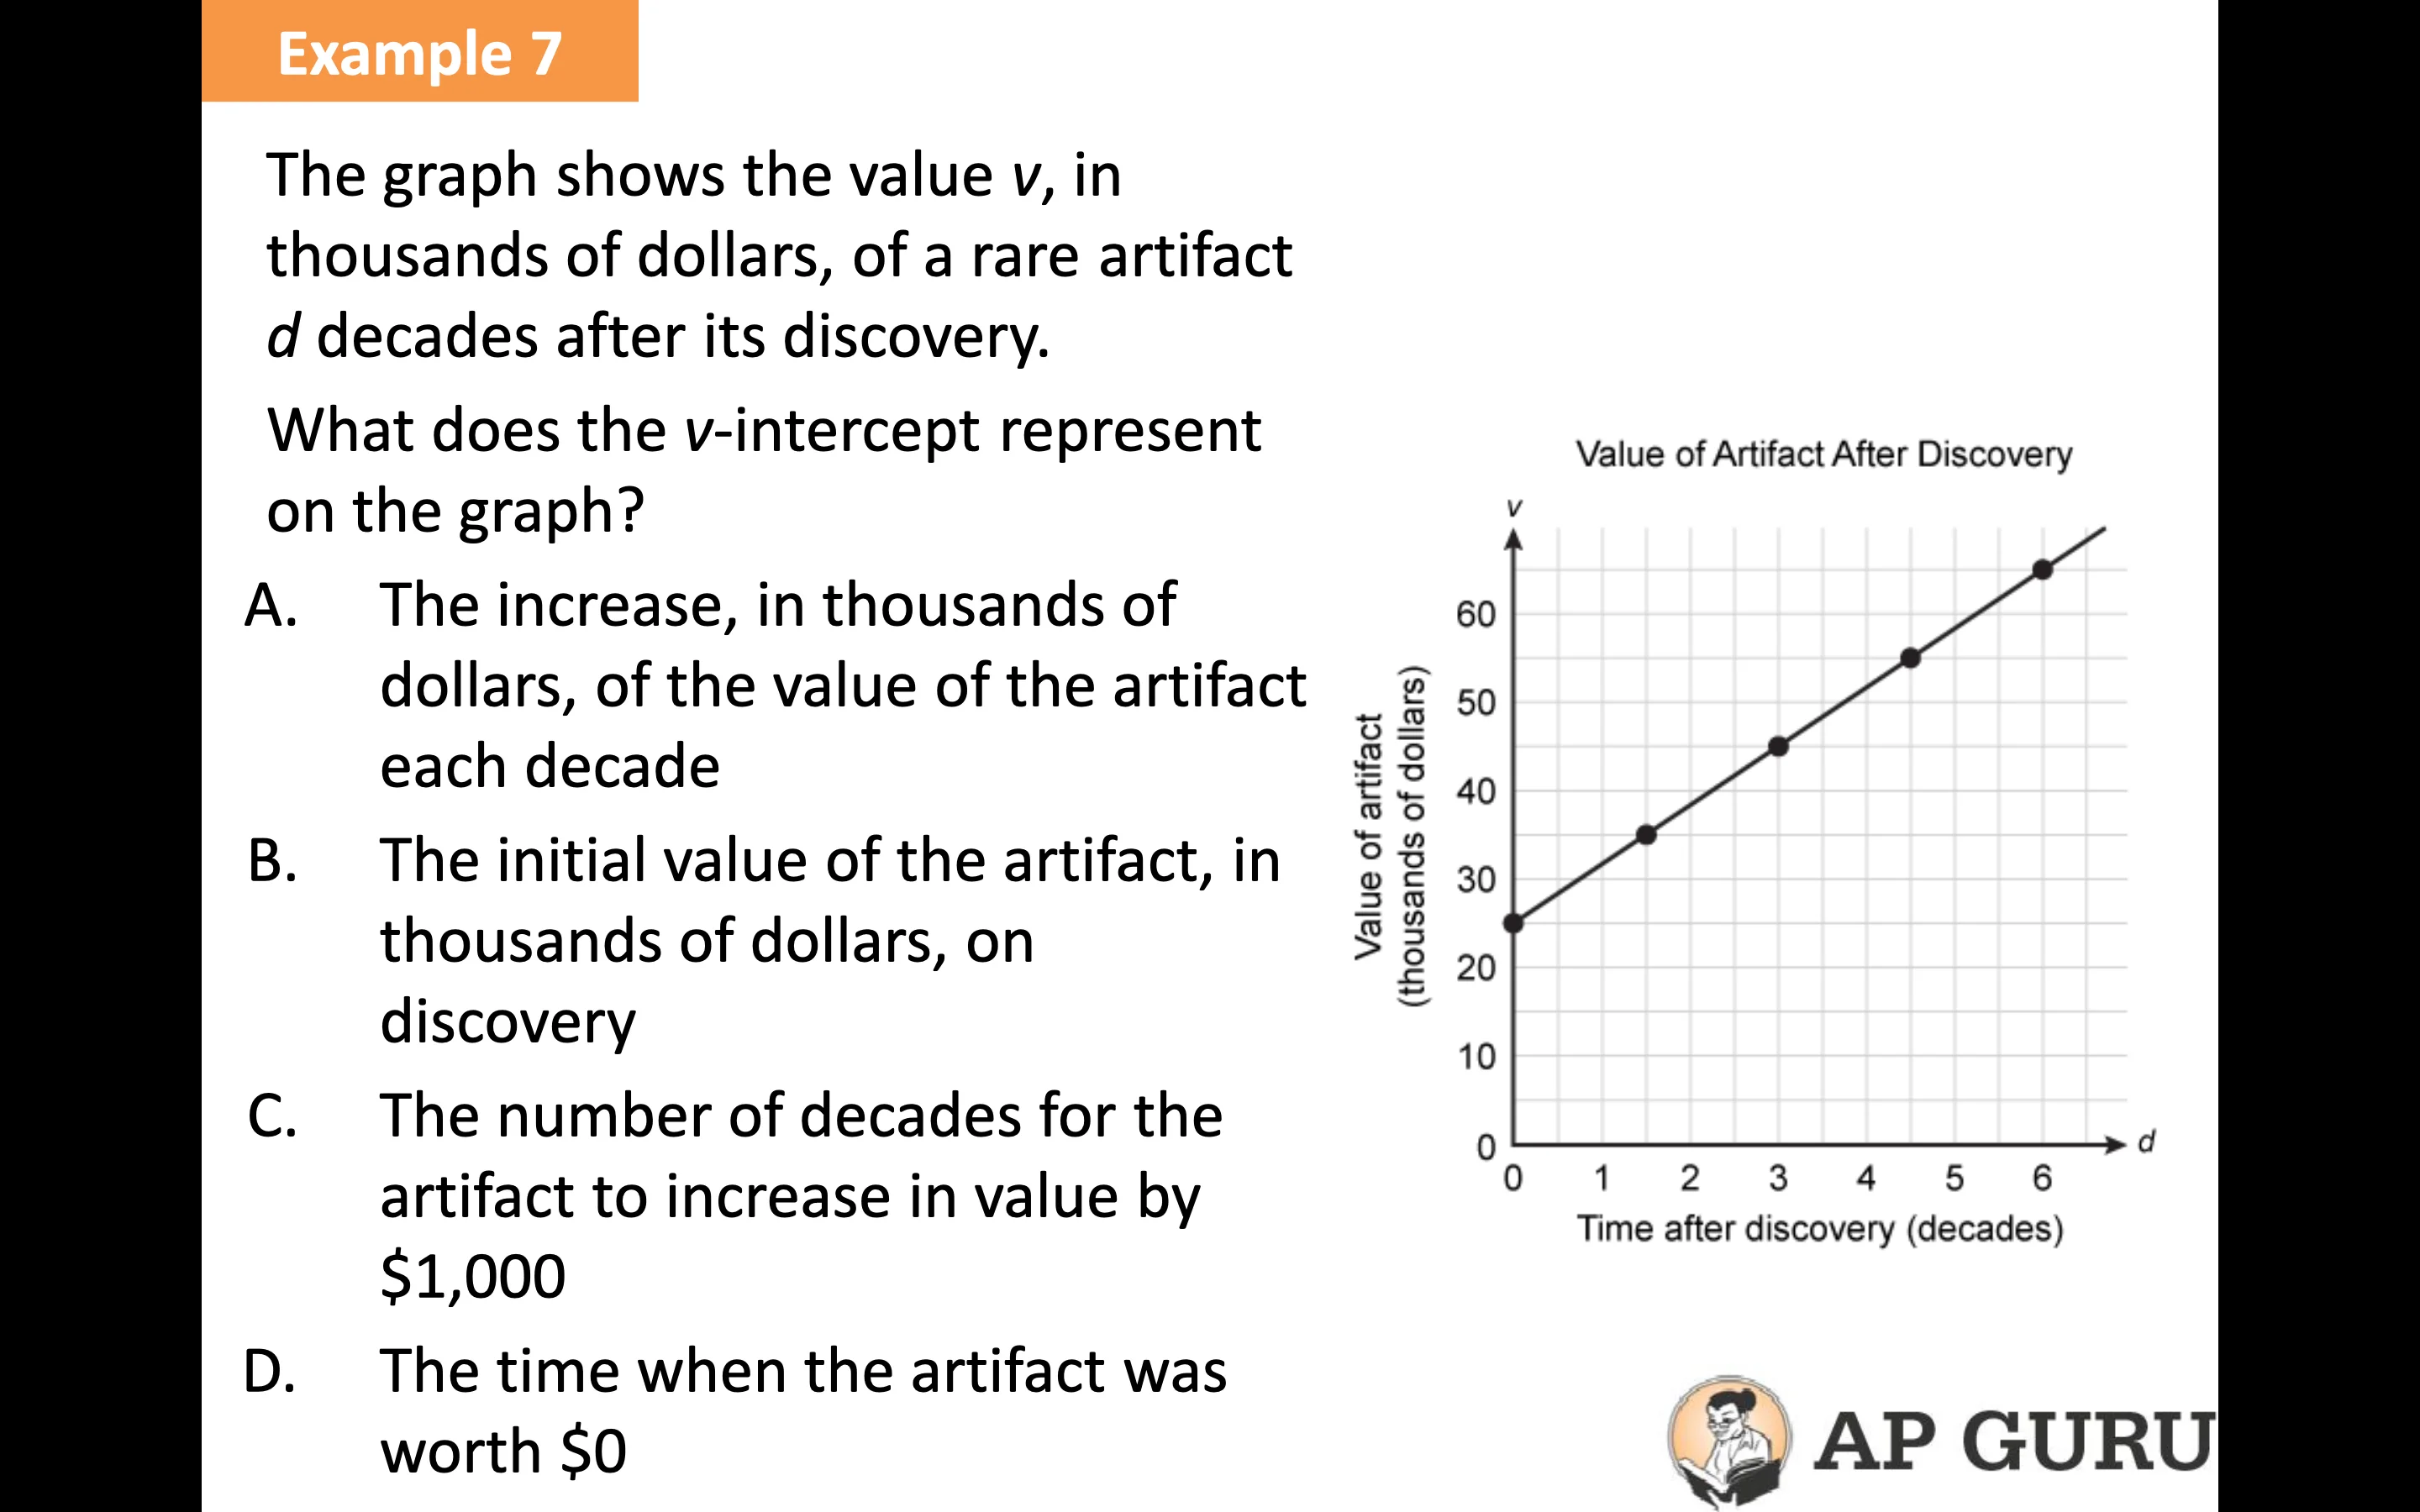 Example 7
The graph shows the value v, in
thousands of dollars, of a rare artifact
d decades after its discovery.
What does the v-intercept represent
on the graph?
A. The increase, in thousands of
dollars, of the value of the artifact
each decade
B. The initial value of the artifact, in
thousands of dollars, on
discovery
C. The number of decades for the
artifact to increase in value by
$1,000
D. The time when the artifact was
worth $0
Value of Artifact After Discovery
v
60
50
40
30
20
10
0
Value of artifact
(thousands of dollars)
d
0 1 2 3 4 5 6
Time after discovery (decades)
AP GURU